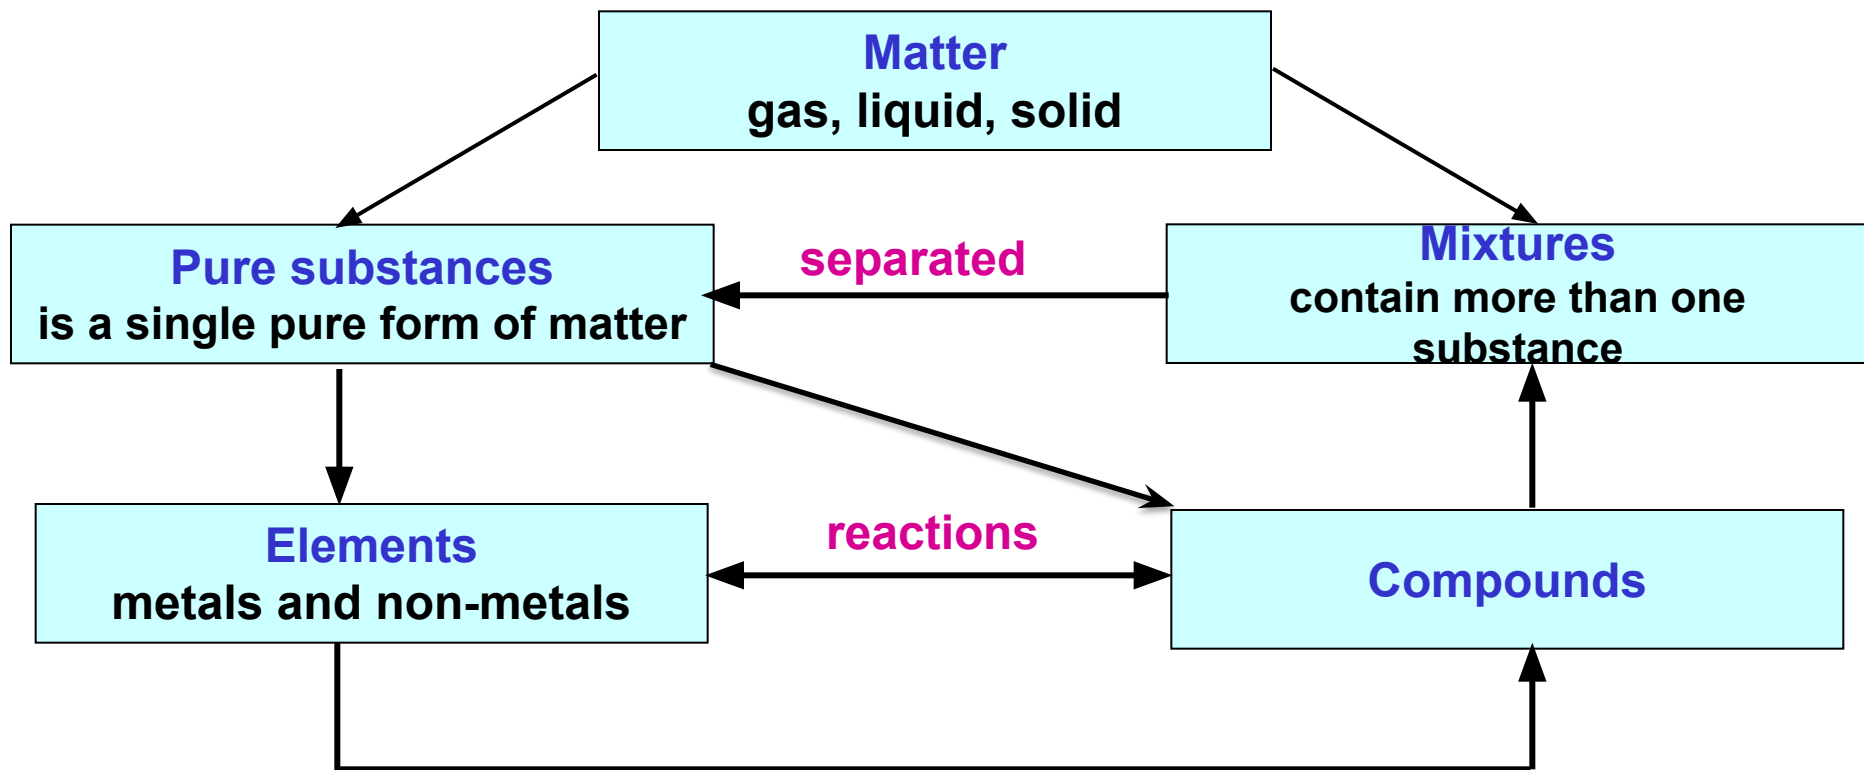 Matter
gas, liquid, solid
Pure substances
is a single pure form of matter
separated
Mixtures
contain more than one
substance
Elements
metals and non-metals
reactions
Compounds